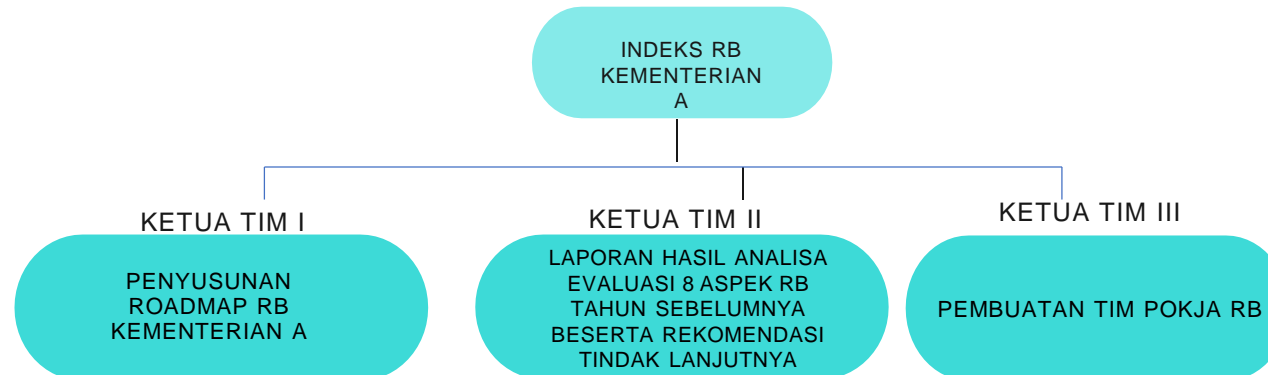 INDEKS RB
KEMENTERIAN
A
KETUA TIM I
PENYUSUNAN
ROADMAP RB
KEMENTERIAN A
KETUA TIM II
LAPORAN HASIL ANALISA
EVALUASI 8 ASPEK RB
TAHUN SEBELUMNYA
BESERTA REKOMENDASI
TINDAK LANJUTNYA
KETUA TIM III
PEMBUATAN TIM POKJA RB